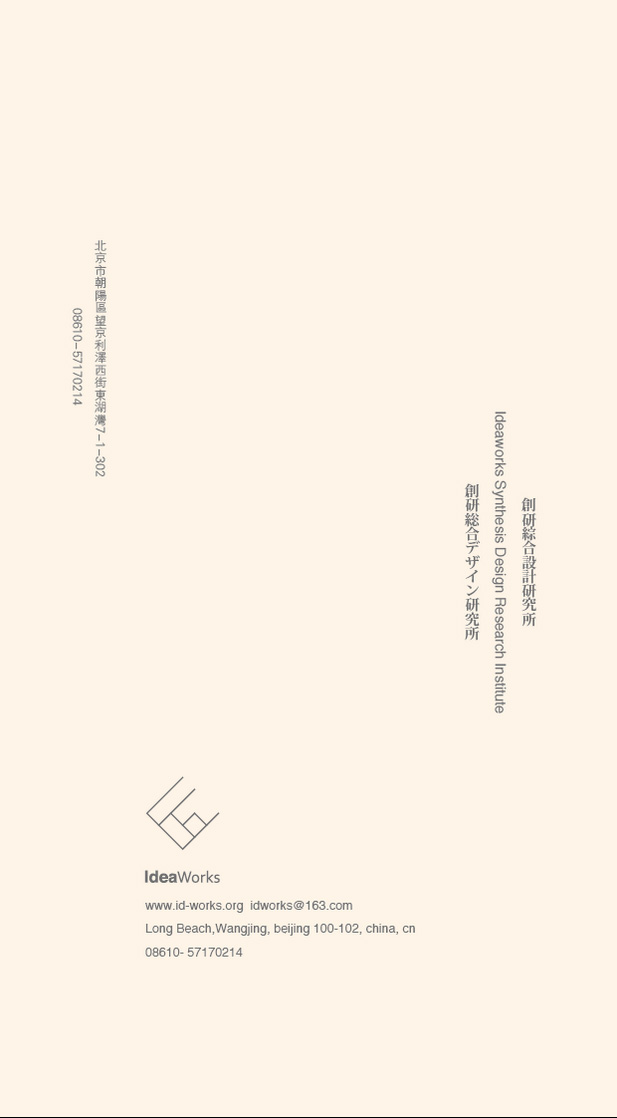 創研綜合設計研究所
Ideaworks Synthesis Design Research Institute
創研総合デザイン研究所
北京市朝陽區望京利澤西街東湖灣7-1-302
08610-57170214
IdeaWorks
www.id-works.org idworks@163.com
Long Beach,Wangjing, beijing 100-102, china, cn
08610- 57170214